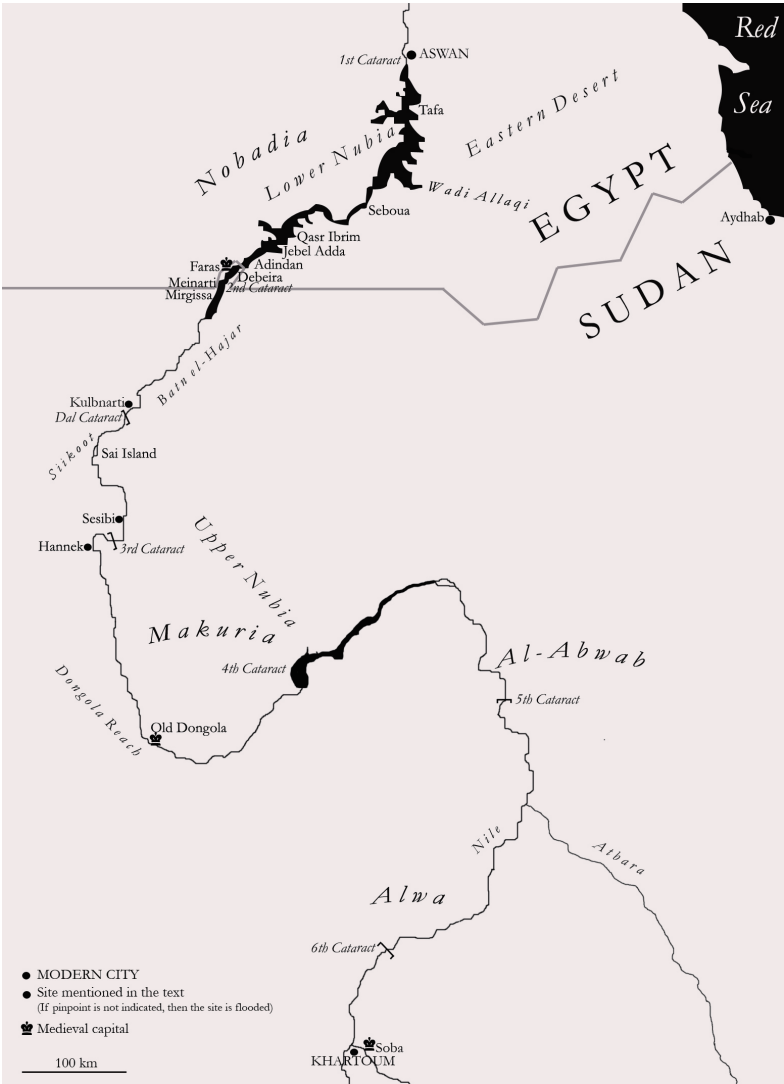 Red
Sea
1st Cataract
ASWAN
Tafa
Eastern Desert
Nobadia
Lower Nubia
Wadi Allaqi
EGYPT
Seboua
Aydhab
Qasr Ibrim
Jebel Adda
Faras
Adindan
Debeira
Meinarti
2nd Cataract
Mirgissa
SUDAN
Batn el-Hajar
Kulbnarti
Dal Cataract
Siikoot
Sai Island
Sesibi
Hannek
3rd Cataract
Upper Nubia
Makuria
4th Cataract
Al-Abwab
5th Cataract
Dongola Reach
Old Dongola
Nile
Atbara
Alwa
6th Cataract
MODERN CITY
Site mentioned in the text
(If pinpoint is not indicated, then the site is flooded)
Medieval capital
100 km
Soba
KHARTOUM